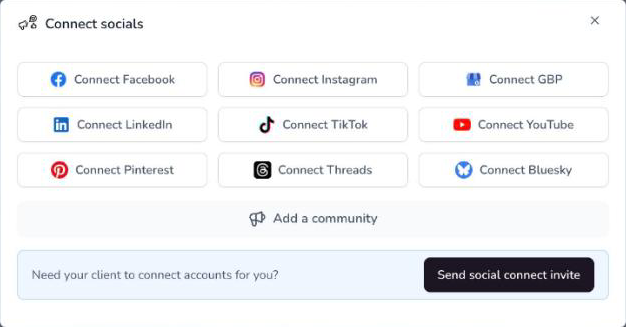 Connect socials
Connect Facebook
Connect Instagram
Connect GBP
Connect LinkedIn
Connect TikTok
Connect YouTube
Connect Pinterest
Connect Threads
Connect Bluesky
Add a community
Need your client to connect accounts for you?
Send social connect invite